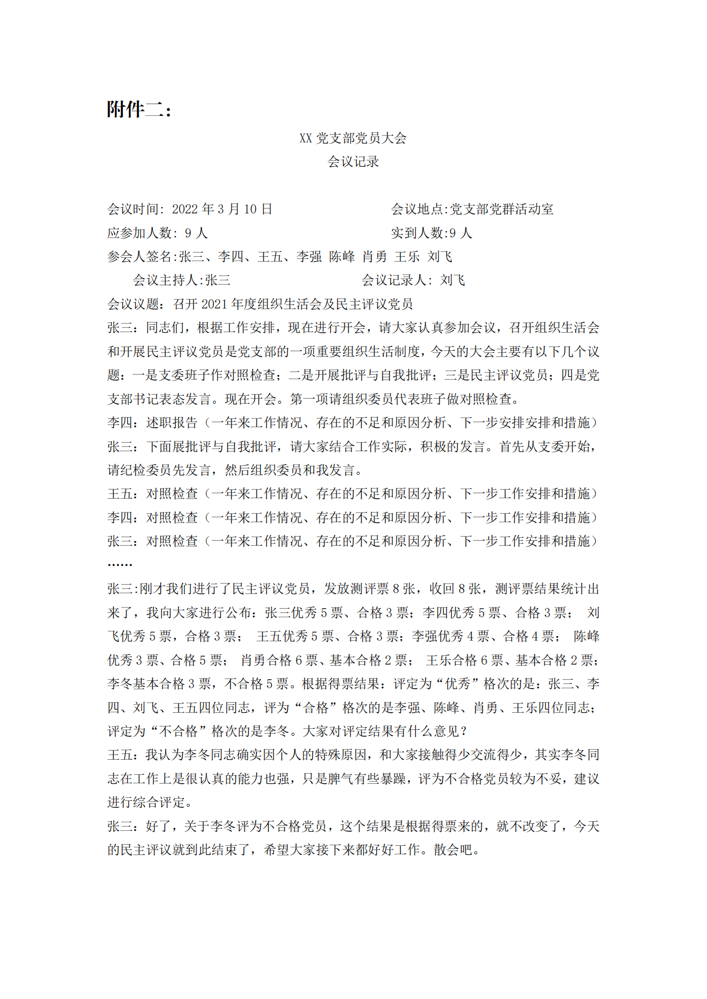 附件二：
XX 党支部党员大会
会议记录
会议时间: 2022 年 3 月 10 日 会议地点:党支部党群活动室
应参加人数: 9 人 实到人数:9 人
参会人签名:张三、李四、王五、李强 陈峰 肖勇 王乐 刘飞
会议主持人:张三 会议记录人: 刘飞
会议议题：召开 2021 年度组织生活会及民主评议党员
张三：同志们，根据工作安排，现在进行开会，请大家认真参加会议，召开组织生活会
和开展民主评议党员是党支部的一项重要组织生活制度，今天的大会主要有以下几个议
题：一是支委班子作对照检查；二是开展批评与自我批评；三是民主评议党员；四是党
支部书记表态发言。现在开会。第一项请组织委员代表班子做对照检查。
李四：述职报告（一年来工作情况、存在的不足和原因分析、下一步安排安排和措施）
张三：下面展批评与自我批评，请大家结合工作实际，积极的发言。首先从支委开始，
请纪检委员先发言，然后组织委员和我发言。
王五：对照检查（一年来工作情况、存在的不足和原因分析、下一步工作安排和措施）
李四：对照检查（一年来工作情况、存在的不足和原因分析、下一步工作安排和措施）
张三：对照检查（一年来工作情况、存在的不足和原因分析、下一步工作安排和措施）
……
张三:刚才我们进行了民主评议党员，发放测评票 8 张，收回 8 张，测评票结果统计出
来了，我向大家进行公布：张三优秀 5 票、合格 3 票；李四优秀 5 票、合格 3 票； 刘
飞优秀 5 票，合格 3 票； 王五优秀 5 票、合格 3 票；李强优秀 4 票、合格 4 票； 陈峰
优秀 3 票、合格 5 票； 肖勇合格 6 票、基本合格 2 票； 王乐合格 6 票、基本合格 2 票；
李冬基本合格 3 票，不合格 5 票。根据得票结果：评定为“优秀”格次的是：张三、李
四、刘飞、王五四位同志，评为“合格”格次的是李强、陈峰、肖勇、王乐四位同志；
评定为“不合格”格次的是李冬。大家对评定结果有什么意见？
王五：我认为李冬同志确实因个人的特殊原因，和大家接触得少交流得少，其实李冬同
志在工作上是很认真的能力也强，只是脾气有些暴躁，评为不合格党员较为不妥，建议
进行综合评定。
张三：好了，关于李冬评为不合格党员，这个结果是根据得票来的，就不改变了，今天
的民主评议就到此结束了，希望大家接下来都好好工作。散会吧。